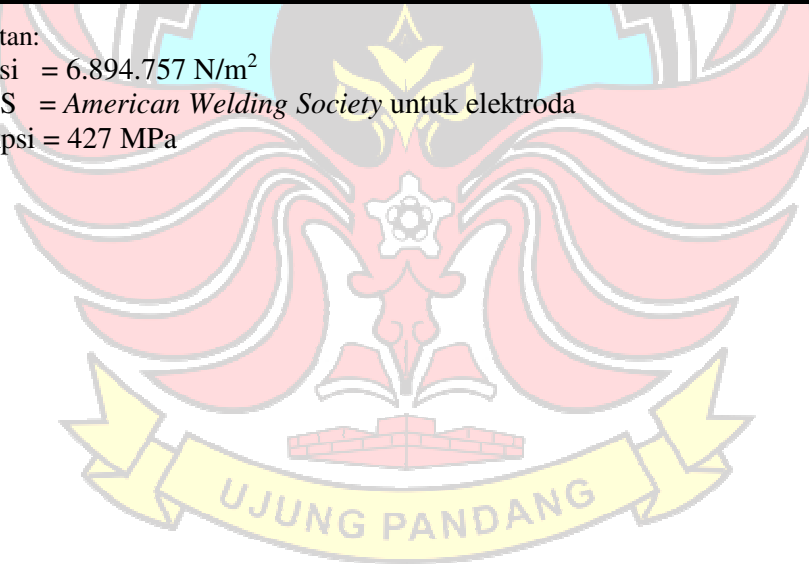 tan:
si = 6.894.757 N/m²
S = American Welding Society untuk elektroda
psi = 427 MPa
UJUNG PANDANG